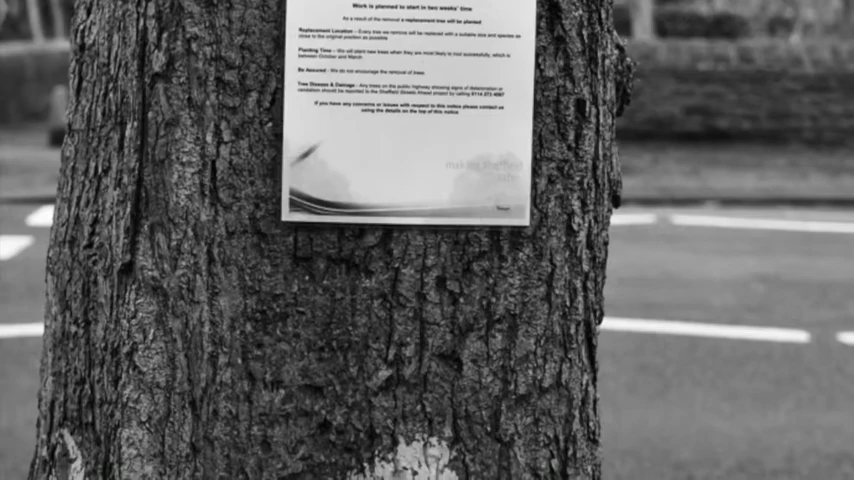 Work is planned to start in two weeks' time
As a result of the removal a replacement tree will be planted
Replacement Location – Every tree we remove will be replaced with a suitable size and species as
close to the original position as possible
Planting Time – We will plant new trees when they are most likely to root successfully, which is
between October and March
Be Assured - We do not encourage the removal of trees
Tree Disease & Damage - Any trees on the public highway showing signs of deterioration or
vandalism should be reported to the Sheffield Streets Ahead project by calling 0114 273 4567
If you have any concerns or issues with respect to this notice please contact us
using the details on the top of this notice
making Sheffield